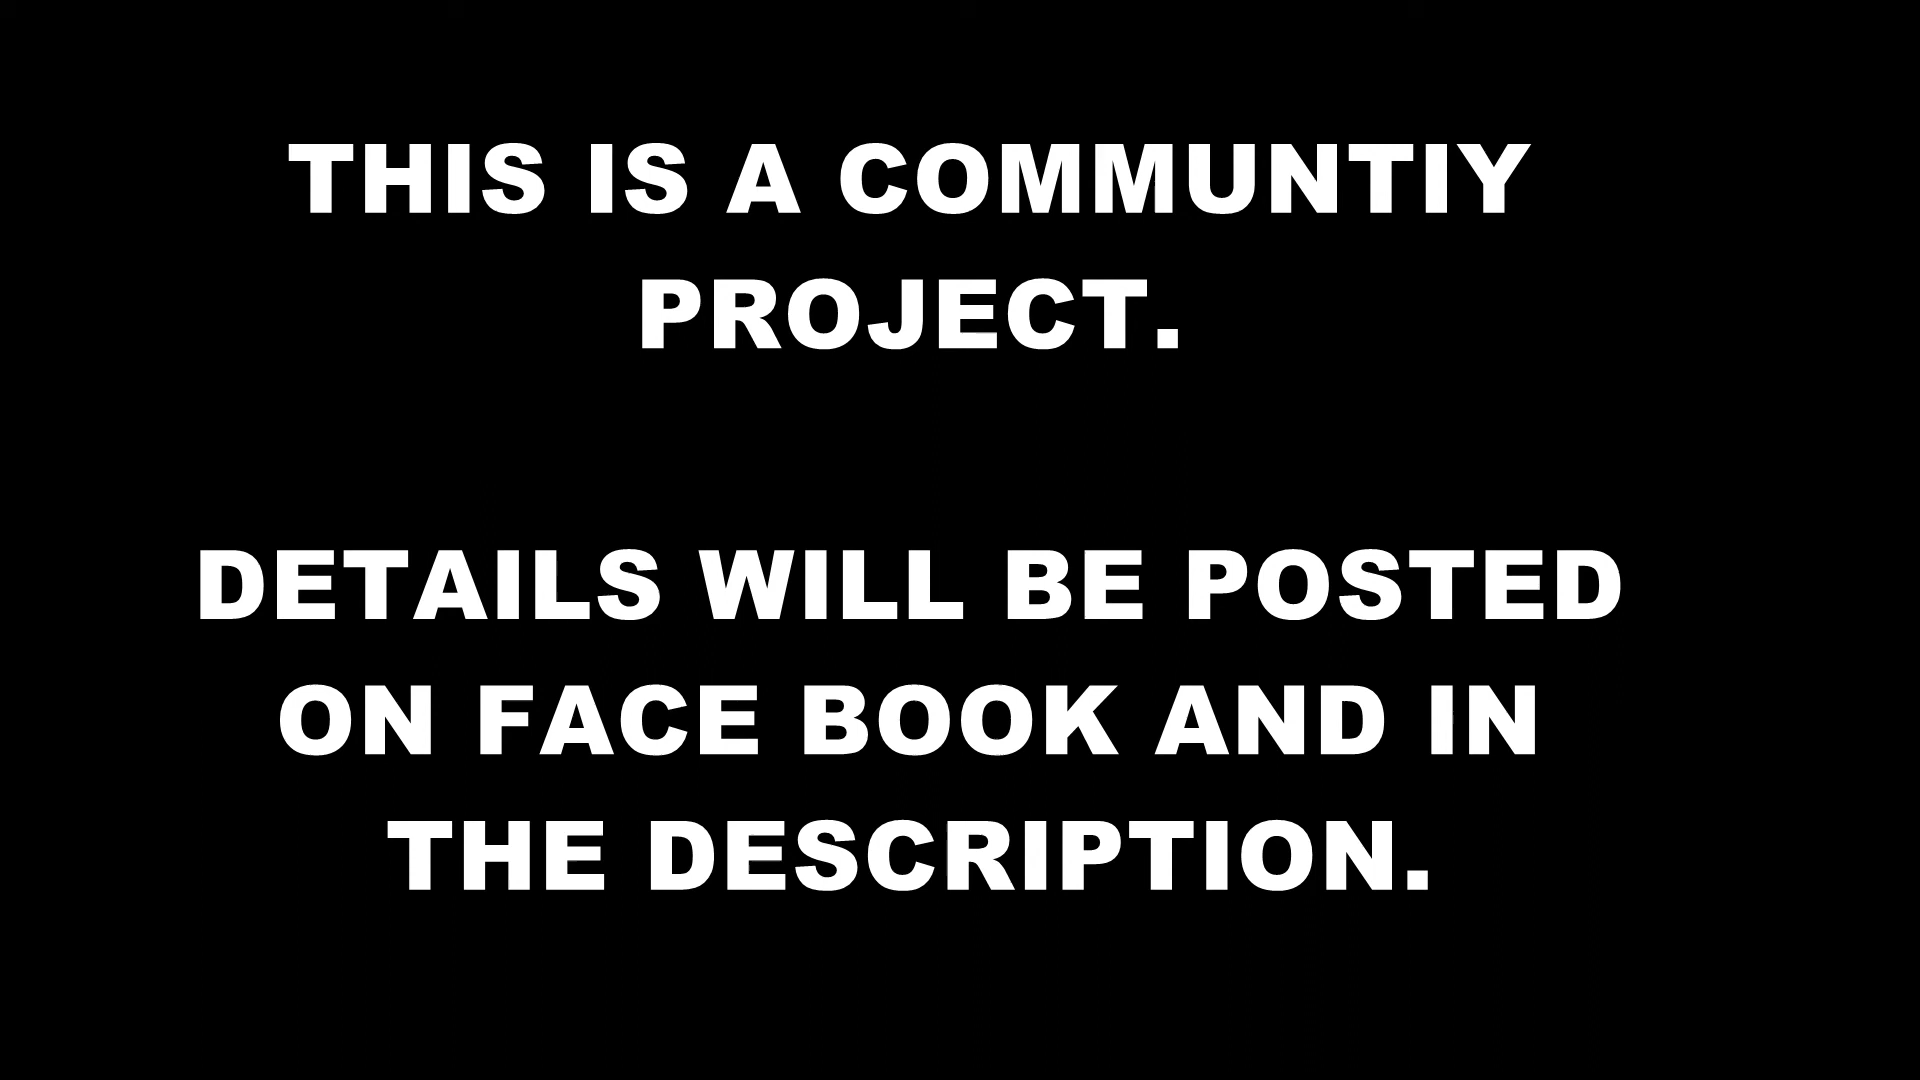 THIS IS A COMMUNTIY
PROJECT.
DETAILS WILL BE POSTED
ON FACE BOOK AND IN
THE DESCRIPTION.